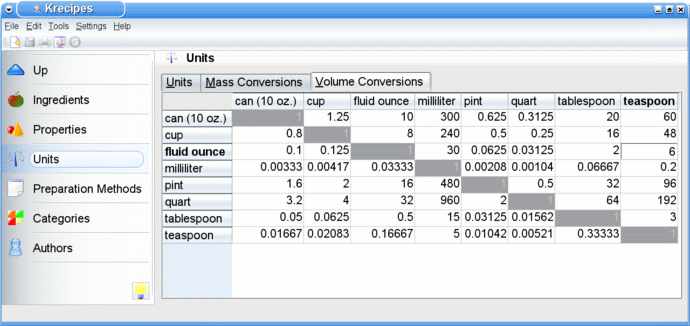 Krecipes
File Edit Tools Settings Help
Units
Up
Ingredients
Properties
Units
Preparation Methods
Categories
Authors
Units Mass Conversions Volume Conversions
can (10 oz.) cup fluid ounce milliliter pint quart tablespoon teaspoon
can (10 oz.) 1 1.25 10 300 0.625 0.3125 20 60
cup 0.8 1 8 240 0.5 0.25 16 48
fluid ounce 0.1 0.125 1 30 0.0625 0.03125 2 6
milliliter 0.00333 0.00417 0.03333 1 0.00208 0.00104 0.06667 0.2
pint 1.6 2 16 480 1 0.5 32 96
quart 3.2 4 32 960 2 1 64 192
tablespoon 0.05 0.0625 0.5 15 0.03125 0.01562 1 3
teaspoon 0.01667 0.02083 0.16667 5 0.01042 0.00521 0.33333 1